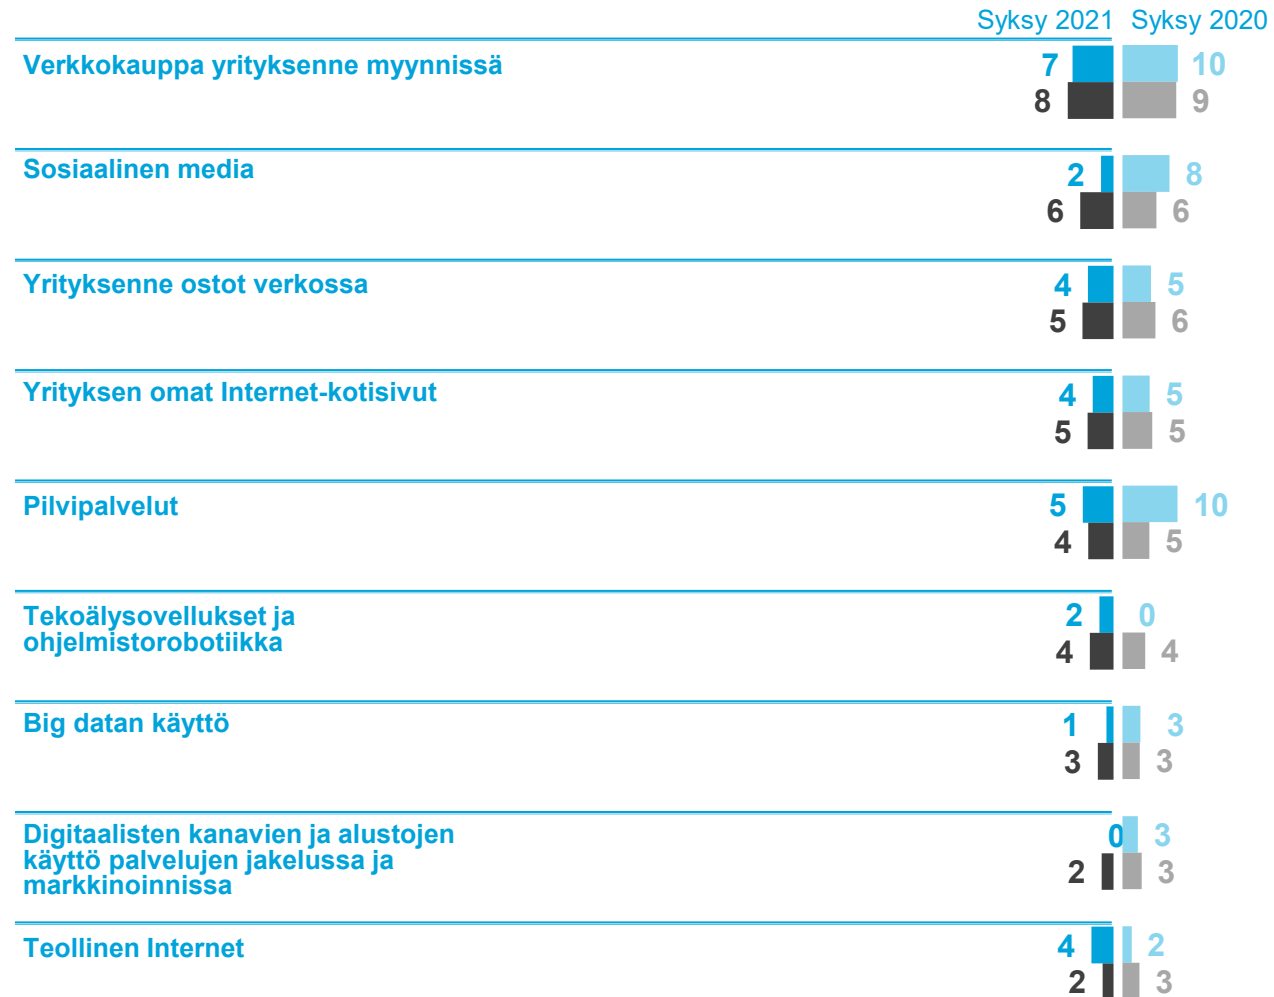 Syksy 2021 Syksy 2020
Verkkokauppa yrityksenne myynnissä 7 10
8 9
Sosiaalinen media 2 8
6 6
Yrityksenne ostot verkossa 4 5
5 6
Yrityksen omat Internet-kotisivut 4 5
5 5
Pilvipalvelut 5 10
4 5
Tekoälysovellukset ja 2 0
ohjelmistorobotiikka 4 4
Big datan käyttö 1 3
3 3
Digitaalisten kanavien ja alustojen 0 3
käyttö palvelujen jakelussa ja 2 3
markkinoinnissa
Teollinen Internet 4 2
2 3